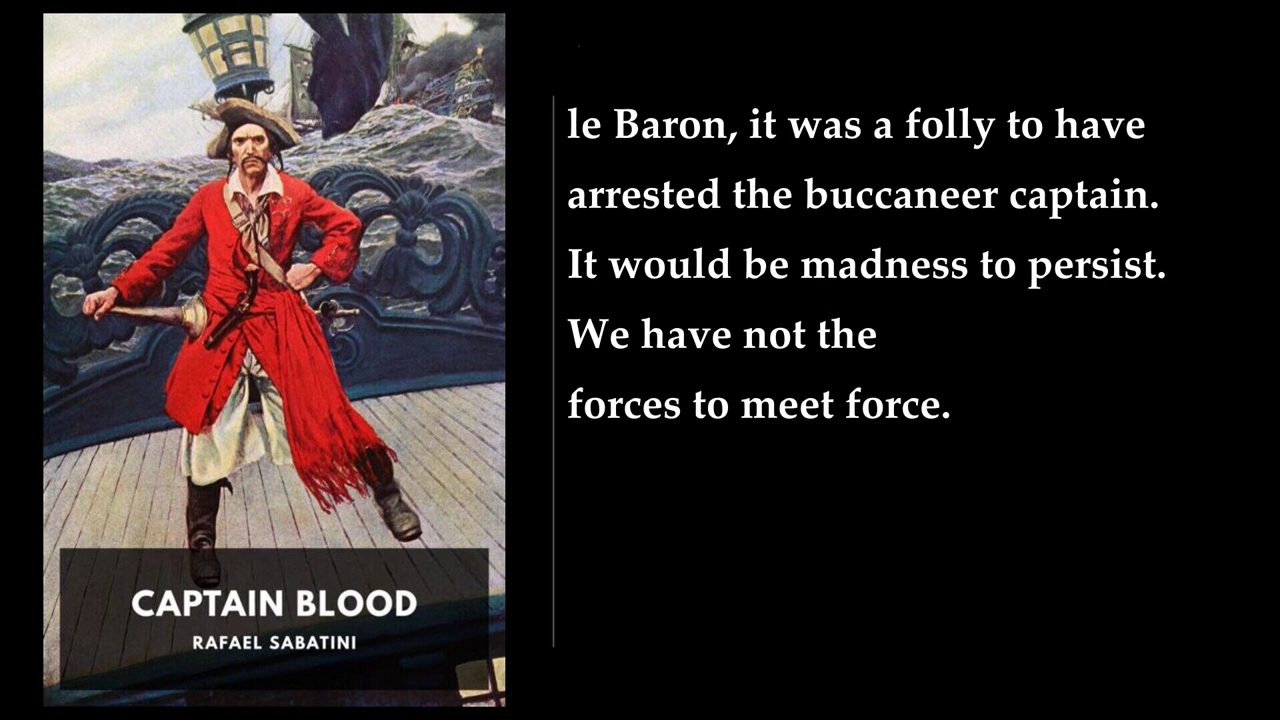 CAPTAIN BLOOD
RAFAEL SABATINI
le Baron, it was a folly to have
arrested the buccaneer captain.
It would be madness to persist.
We have not the
forces to meet force.